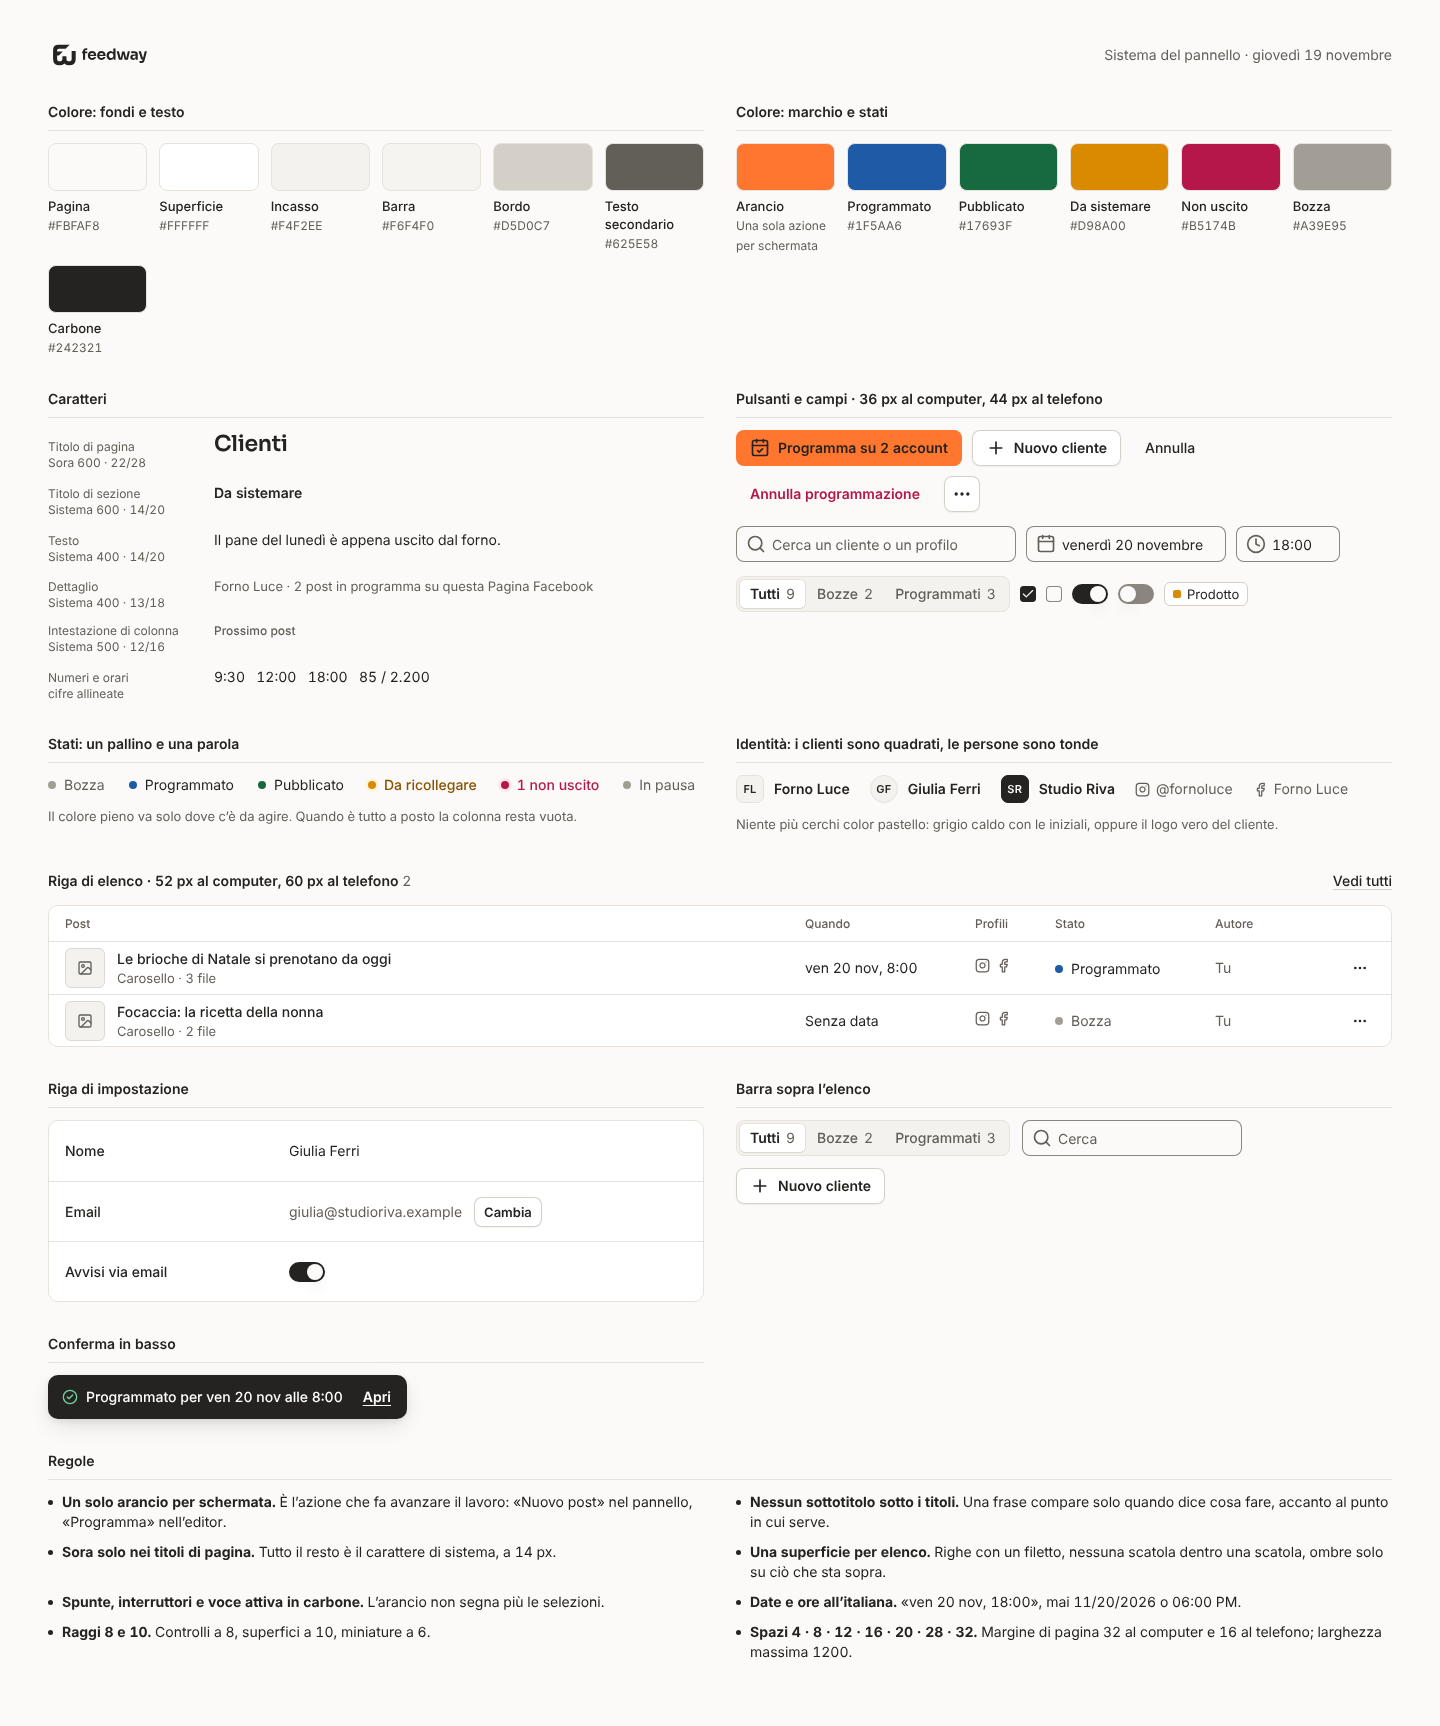 feedway
Sistema del pannello · giovedì 19 novembre
Colore: fondi e testo
Pagina
#FBFAF8
Superficie
#FFFFFF
Incasso
#F4F2EE
Barra
#F6F4F0
Bordo
#D5D0C7
Testo
secondario
#625E58
Carbone
#242321
Colore: marchio e stati
Arancio
Una sola azione
per schermata
Programmato
#1F5AA6
Pubblicato
#17693F
Da sistemare
#D98A00
Non uscito
#B5174B
Bozza
#A39E95
Caratteri
Titolo di pagina
Sora 600 · 22/28
Clienti
Titolo di sezione
Sistema 600 · 14/20
Da sistemare
Testo
Sistema 400 · 14/20
Il pane del lunedì è appena uscito dal forno.
Dettaglio
Sistema 400 · 13/18
Forno Luce · 2 post in programma su questa Pagina Facebook
Intestazione di colonna
Sistema 500 · 12/16
Prossimo post
Numeri e orari
cifre allineate
9:30 12:00 18:00 85 / 2.200
Pulsanti e campi · 36 px al computer, 44 px al telefono
Programma su 2 account
Nuovo cliente
Annulla
Annulla programmazione
Cerca un cliente o un profilo
venerdì 20 novembre
18:00
Tutti 9
Bozze 2
Programmati 3
Prodotto
Stati: un pallino e una parola
Bozza
Programmato
Pubblicato
Da ricollegare
1 non uscito
In pausa
Il colore pieno va solo dove c’è da agire. Quando è tutto a posto la colonna resta vuota.
Identità: i clienti sono quadrati, le persone sono tonde
FL Forno Luce
GF Giulia Ferri
SR Studio Riva
@fornoluce
Forno Luce
Niente più cerchi color pastello: grigio caldo con le iniziali, oppure il logo vero del cliente.
Riga di elenco · 52 px al computer, 60 px al telefono 2
Vedi tutti
Post
Quando
Profili
Stato
Autore
Le brioche di Natale si prenotano da oggi
Carosello · 3 file
ven 20 nov, 8:00
Programmato
Tu
Focaccia: la ricetta della nonna
Carosello · 2 file
Senza data
Bozza
Tu
Riga di impostazione
Nome
Giulia Ferri
Email
giulia@studioriva.example
Cambia
Avvisi via email
Barra sopra l’elenco
Tutti 9
Bozze 2
Programmati 3
Cerca
Nuovo cliente
Conferma in basso
Programmato per ven 20 nov alle 8:00
Apri
Regole
Un solo arancio per schermata. È l’azione che fa avanzare il lavoro: «Nuovo post» nel pannello,
«Programma» nell’editor.
Nessun sottotitolo sotto i titoli. Una frase compare solo quando dice cosa fare, accanto al punto
in cui serve.
Sora solo nei titoli di pagina. Tutto il resto è il carattere di sistema, a 14 px.
Una superficie per elenco. Righe con un filetto, nessuna scatola dentro una scatola, ombre solo
su ciò che sta sopra.
Spunte, interruttori e voce attiva in carbone. L’arancio non segna più le selezioni.
Date e ore all’italiana. «ven 20 nov, 18:00», mai 11/20/2026 o 06:00 PM.
Raggi 8 e 10. Controlli a 8, superfici a 10, miniature a 6.
Spazi 4 · 8 · 12 · 16 · 20 · 28 · 32. Margine di pagina 32 al computer e 16 al telefono; larghezza
massima 1200.